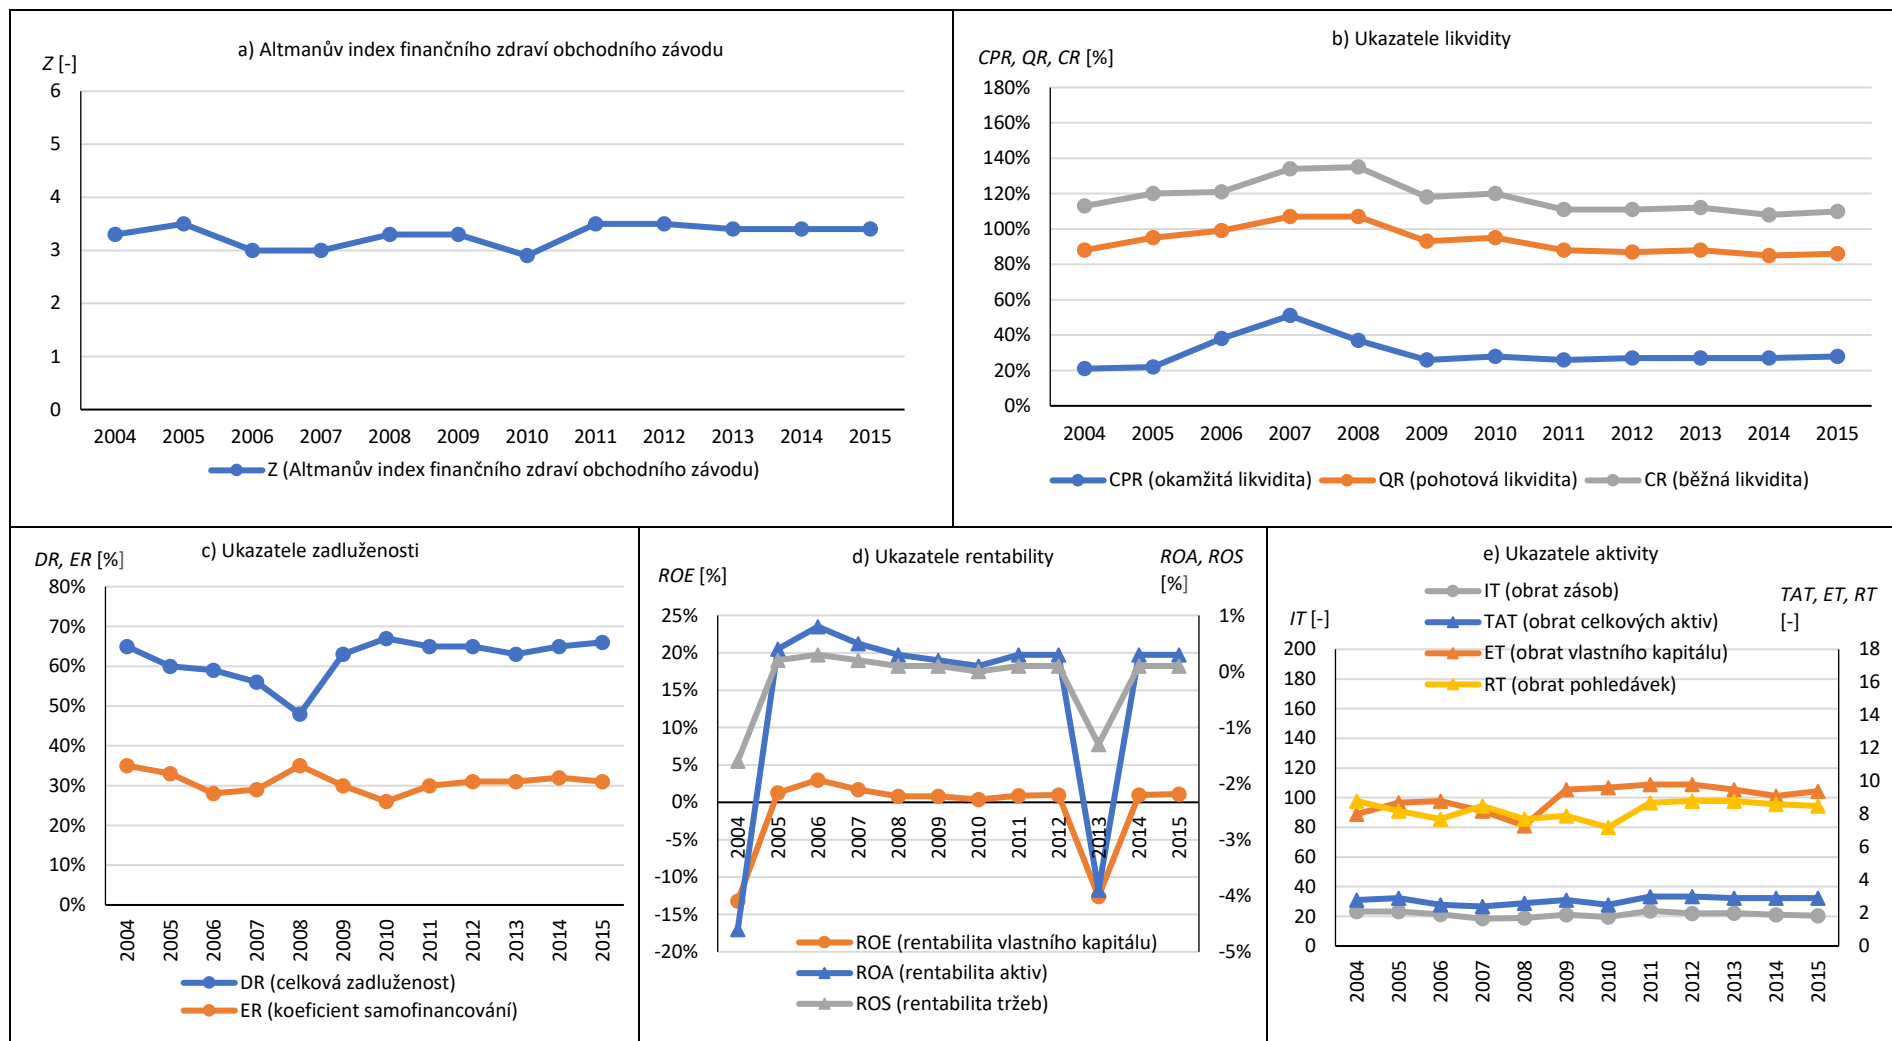 a) Altmanův index finančního zdraví obchodního závodu
Z [-]
6
5
4
3
2
1
0
2004 2005 2006 2007 2008 2009 2010 2011 2012 2013 2014 2015
Z (Altmanův index finančního zdraví obchodního závodu)
b) Ukazatele likvidity
CPR, QR, CR [%]
180%
160%
140%
120%
100%
80%
60%
40%
20%
0%
2004 2005 2006 2007 2008 2009 2010 2011 2012 2013 2014 2015
CPR (okamžitá likvidita) QR (pohotová likvidita) CR (běžná likvidita)
c) Ukazatele zadluženosti
DR, ER [%]
80%
70%
60%
50%
40%
30%
20%
10%
0%
2004 2005 2006 2007 2008 2009 2010 2011 2012 2013 2014 2015
DR (celková zadluženost)
ER (koeficient samofinancování)
d) Ukazatele rentability
ROE [%]
ROA, ROS
[%]
25%
20%
15%
10%
5%
0%
-5%
-10%
-15%
-20%
1%
0%
-1%
-2%
-3%
-4%
-5%
2004 2005 2006 2007 2008 2009 2010 2011 2012 2013 2014 2015
ROE (rentabilita vlastního kapitálu)
ROA (rentabilita aktiv)
ROS (rentabilita tržeb)
e) Ukazatele aktivity
IT (obrat zásob)
TAT (obrat celkových aktiv)
ET (obrat vlastního kapitálu)
RT (obrat pohledávek)
IT [-]
TAT, ET, RT
[-]
200
180
160
140
120
100
80
60
40
20
0
18
16
14
12
10
8
6
4
2
0
2004 2005 2006 2007 2008 2009 2010 2011 2012 2013 2014 2015